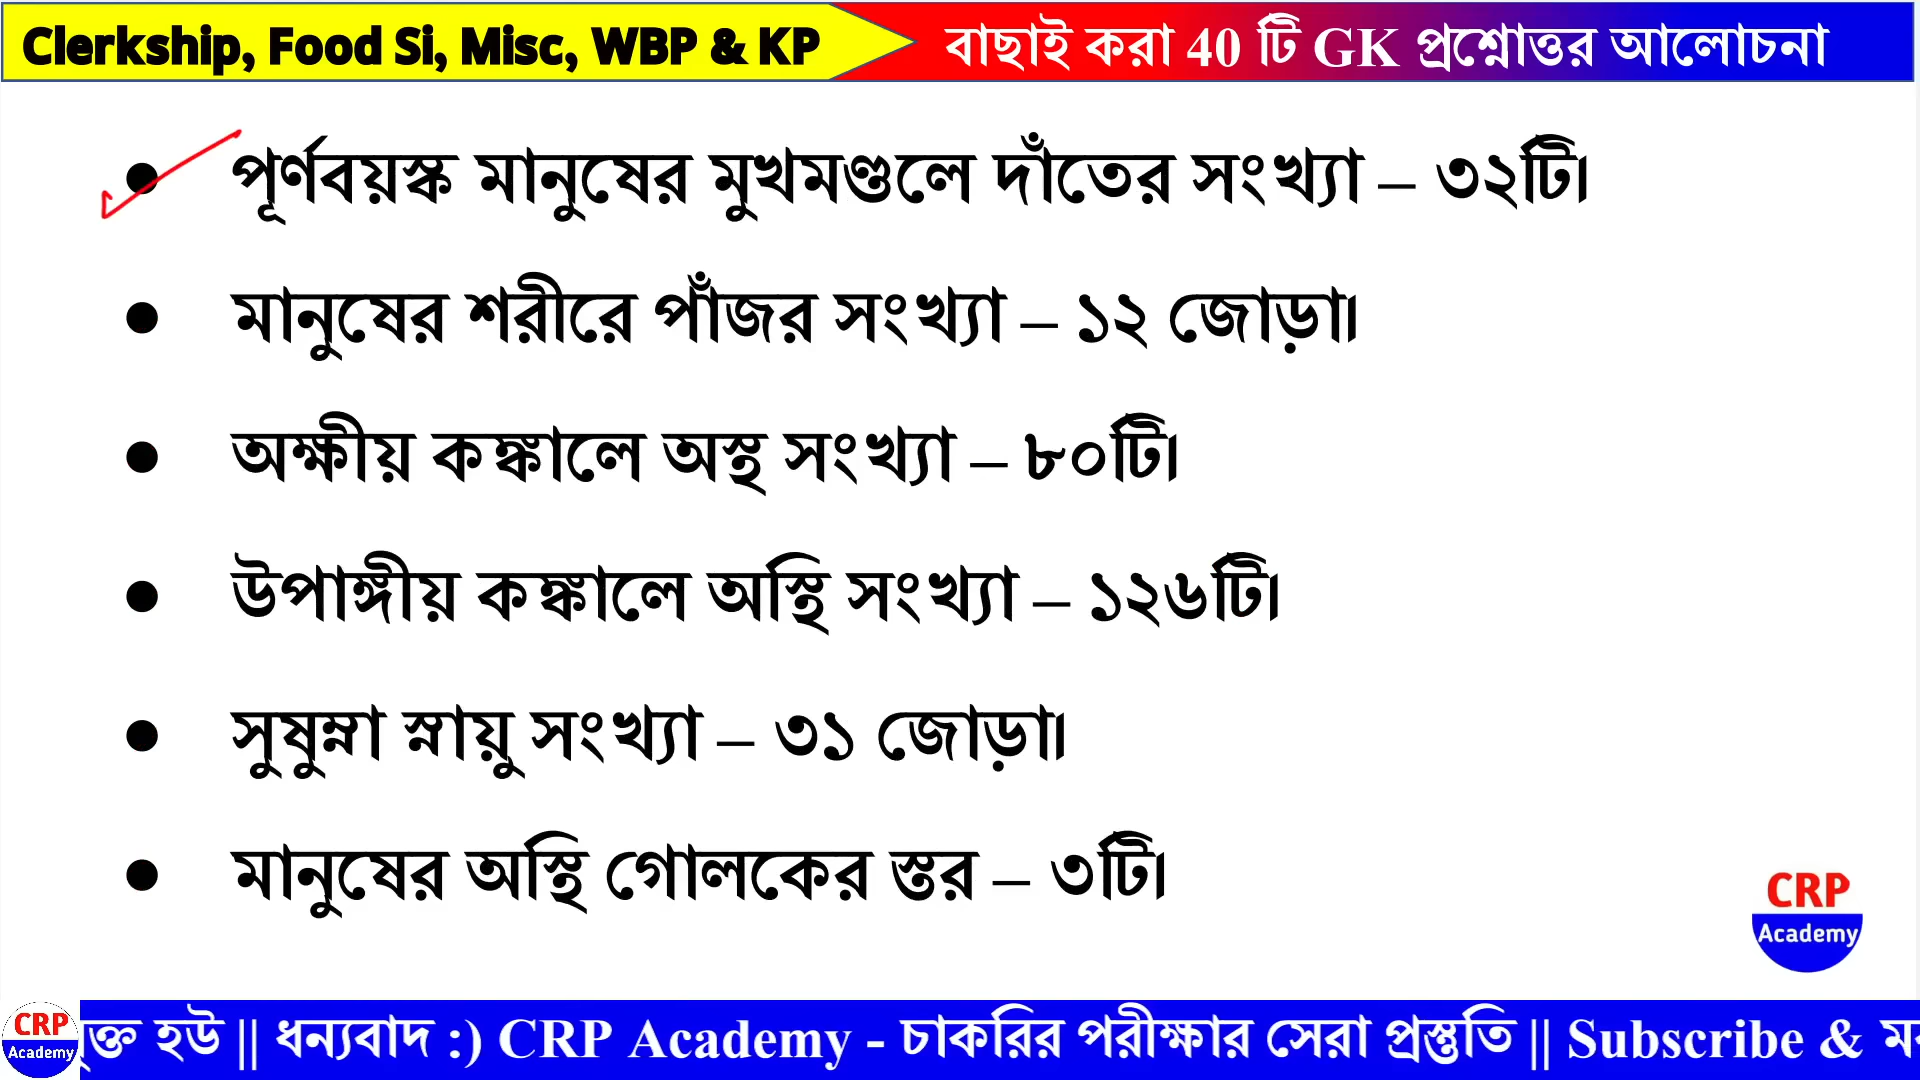 Clerkship, Food Si, Misc, WBP & KP
বাছাই করা 40 টি GK প্রশ্নোত্তর আলোচনা
● পূর্ণবয়স্ক মানুষের মুখমণ্ডলে দাঁতের সংখ্যা – ৩২টি।
● মানুষের শরীরে পাঁজর সংখ্যা – ১২ জোড়া।
● অক্ষীয় কঙ্কালে অস্থ সংখ্যা – ৮০টি।
● উপাঙ্গীয় কঙ্কালে অস্থি সংখ্যা – ১২৬টি।
● সুষুম্না স্নায়ু সংখ্যা – ৩১ জোড়া।
● মানুষের অস্থি গোলকের স্তর – ৩টি।
CRP
Academy
CRP
Academy
হউ || ধন্যবাদ :) CRP Academy - চাকরির পরীক্ষার সেরা প্রস্তুতি || Subscribe &